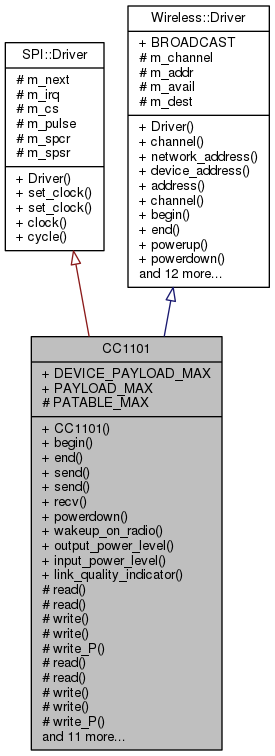 SPI::Driver
# m_next
# m_irq
# m_cs
# m_pulse
# m_spcr
# m_spsr
+ Driver()
+ set_clock()
+ set_clock()
+ clock()
+ cycle()
Wireless::Driver
+ BROADCAST
# m_channel
# m_addr
# m_avail
# m_dest
+ Driver()
+ channel()
+ network_address()
+ device_address()
+ address()
+ channel()
+ begin()
+ end()
+ powerup()
+ powerdown()
and 12 more...
CC1101
+ DEVICE_PAYLOAD_MAX
+ PAYLOAD_MAX
# PATABLE_MAX
+ CC1101()
+ begin()
+ end()
+ send()
+ send()
+ recv()
+ powerdown()
+ wakeup_on_radio()
+ output_power_level()
+ input_power_level()
+ link_quality_indicator()
# read()
# read()
# write()
# write()
# write_P()
# read()
# read()
# write()
# write()
# write_P()
and 11 more...